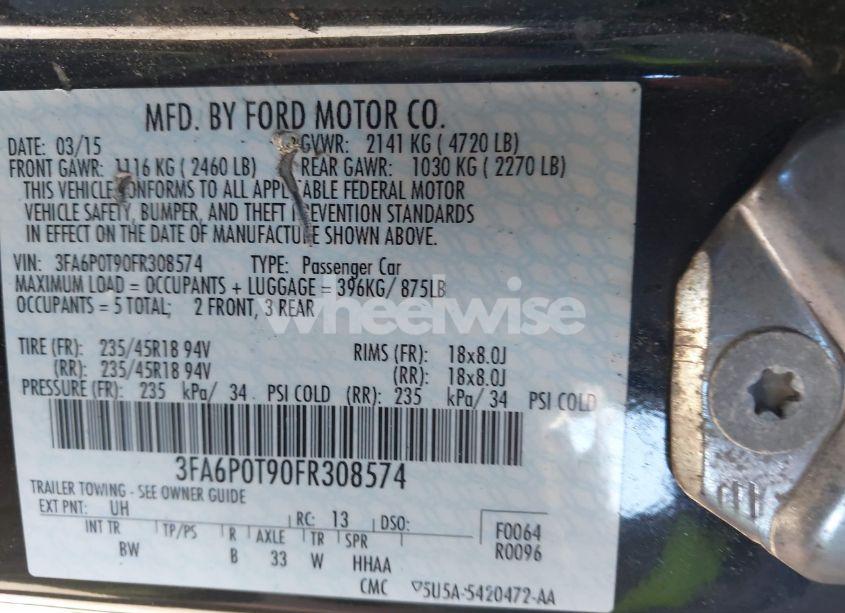 MFD. BY FORD MOTOR CO.
DATE: 03/15 GVWR: 2141 KG ( 4720 LB)
FRONT GAWR: 1116 KG ( 2460 LB) REAR GAWR: 1030 KG ( 2270 LB)
THIS VEHICLE CONFORMS TO ALL APPLICABLE FEDERAL MOTOR
VEHICLE SAFETY, BUMPER, AND THEFT PREVENTION STANDARDS
IN EFFECT ON THE DATE OF MANUFACTURE SHOWN ABOVE.
VIN: 3FA6P0T90FR308574 TYPE: Passenger Car
MAXIMUM LOAD = OCCUPANTS + LUGGAGE = 396KG/ 875LB
OCCUPANTS = 5 TOTAL; 2 FRONT, 3 REAR
wheelwise
TIRE (FR): 235/45R18 94V RIMS (FR): 18x8.0J
(RR): 235/45R18 94V (RR): 18x8.0J
PRESSURE (FR): 235 kPa/ 34 PSI COLD (RR): 235 kPa/ 34 PSI COLD
3FA6P0T90FR308574
TRAILER TOWING - SEE OWNER GUIDE
EXT PNT: UH RC: 13 DSO: F0064
INT TR TP/PS R AXLE TR SPR R0096
BW B 33 W HHAA
CMC ▽5U5A-5420472-AA